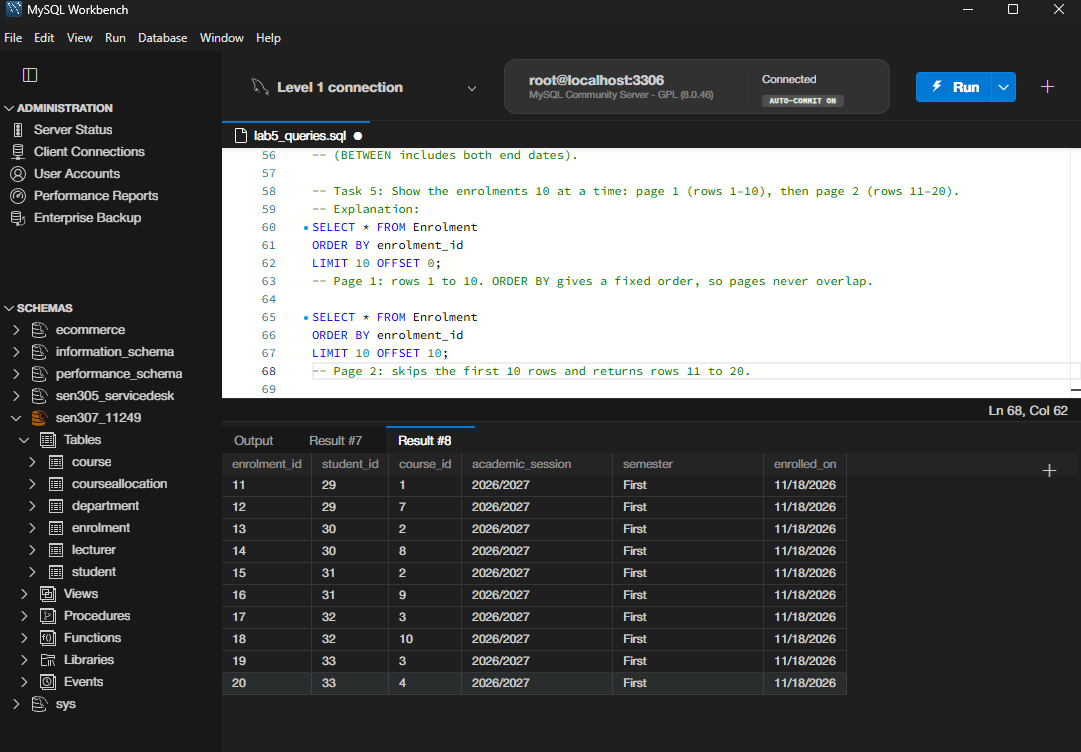 MySQL Workbench
File Edit View Run Database Window Help
Level 1 connection
root@localhost:3306
MySQL Community Server - GPL (8.0.46)
Connected
AUTO-COMMIT ON
Run
ADMINISTRATION
Server Status
Client Connections
User Accounts
Performance Reports
Enterprise Backup
SCHEMAS
ecommerce
information_schema
performance_schema
sen305_servicedesk
sen307_11249
Tables
course
courseallocation
department
enrolment
lecturer
student
Views
Procedures
Functions
Libraries
Events
sys
lab5_queries.sql
56 -- (BETWEEN includes both end dates).
57
58 -- Task 5: Show the enrolments 10 at a time: page 1 (rows 1-10), then page 2 (rows 11-20).
59 -- Explanation:
60 SELECT * FROM Enrolment
61 ORDER BY enrolment_id
62 LIMIT 10 OFFSET 0;
63 -- Page 1: rows 1 to 10. ORDER BY gives a fixed order, so pages never overlap.
64
65 SELECT * FROM Enrolment
66 ORDER BY enrolment_id
67 LIMIT 10 OFFSET 10;
68 -- Page 2: skips the first 10 rows and returns rows 11 to 20.
69
Ln 68, Col 62
Output Result #7 Result #8
enrolment_id student_id course_id academic_session semester enrolled_on
11 29 1 2026/2027 First 11/18/2026
12 29 7 2026/2027 First 11/18/2026
13 30 2 2026/2027 First 11/18/2026
14 30 8 2026/2027 First 11/18/2026
15 31 2 2026/2027 First 11/18/2026
16 31 9 2026/2027 First 11/18/2026
17 32 3 2026/2027 First 11/18/2026
18 32 10 2026/2027 First 11/18/2026
19 33 3 2026/2027 First 11/18/2026
20 33 4 2026/2027 First 11/18/2026